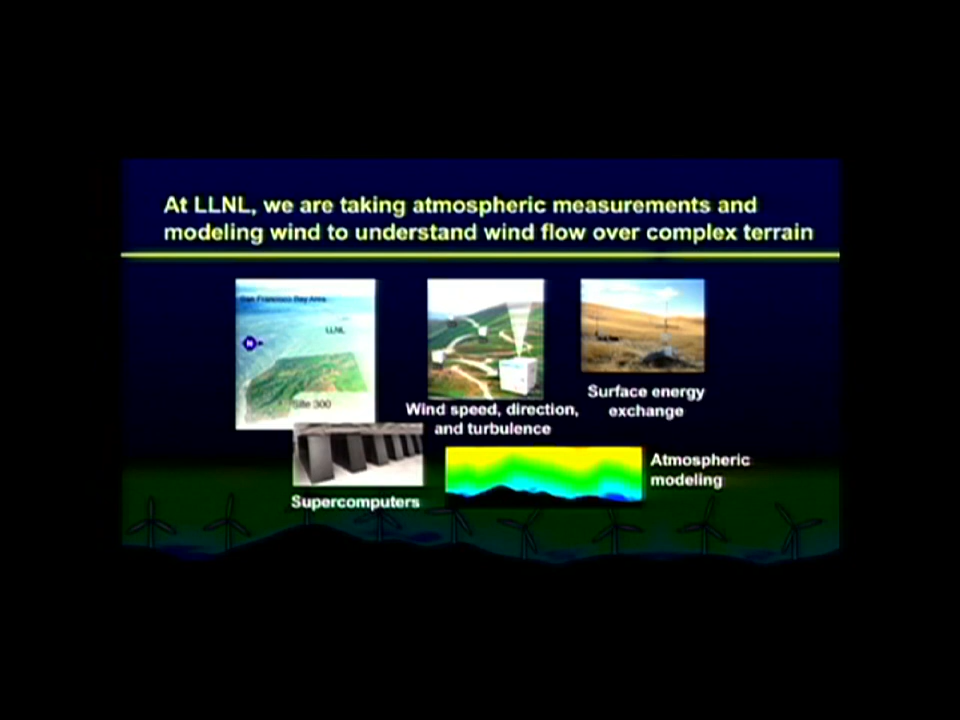 At LLNL, we are taking atmospheric measurements and
modeling wind to understand wind flow over complex terrain
San Francisco Bay Area
LLNL
N
Site 300
Wind speed, direction,
and turbulence
Surface energy
exchange
Supercomputers
Atmospheric
modeling